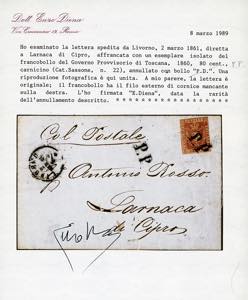 Dott. Enzo Diena
Via Crescenzio 19, Roma
8 marzo 1989
Ho esaminato la lettera spedita da Livorno, 2 marzo 1861, diretta
a Larnaca di Cipro, affrancata con un esemplare isolato del
francobollo del Governo Provvisorio di Toscana, 1860, 80 cent.,
carnicino (Cat.Sassone, n. 22), annullato con bollo "P.D.". Una
riproduzione fotografica è qui unita. A mio parere, la lettera è
originale. Il francobollo ha il filo esterno di cornice mancante
sulla destra. L'ho firmata "E.Diena", data la rarità
dell'annullamento descritto.
Col Postale
P.P
P.P
Antonio Rosso.
Larnaca
di Cipro